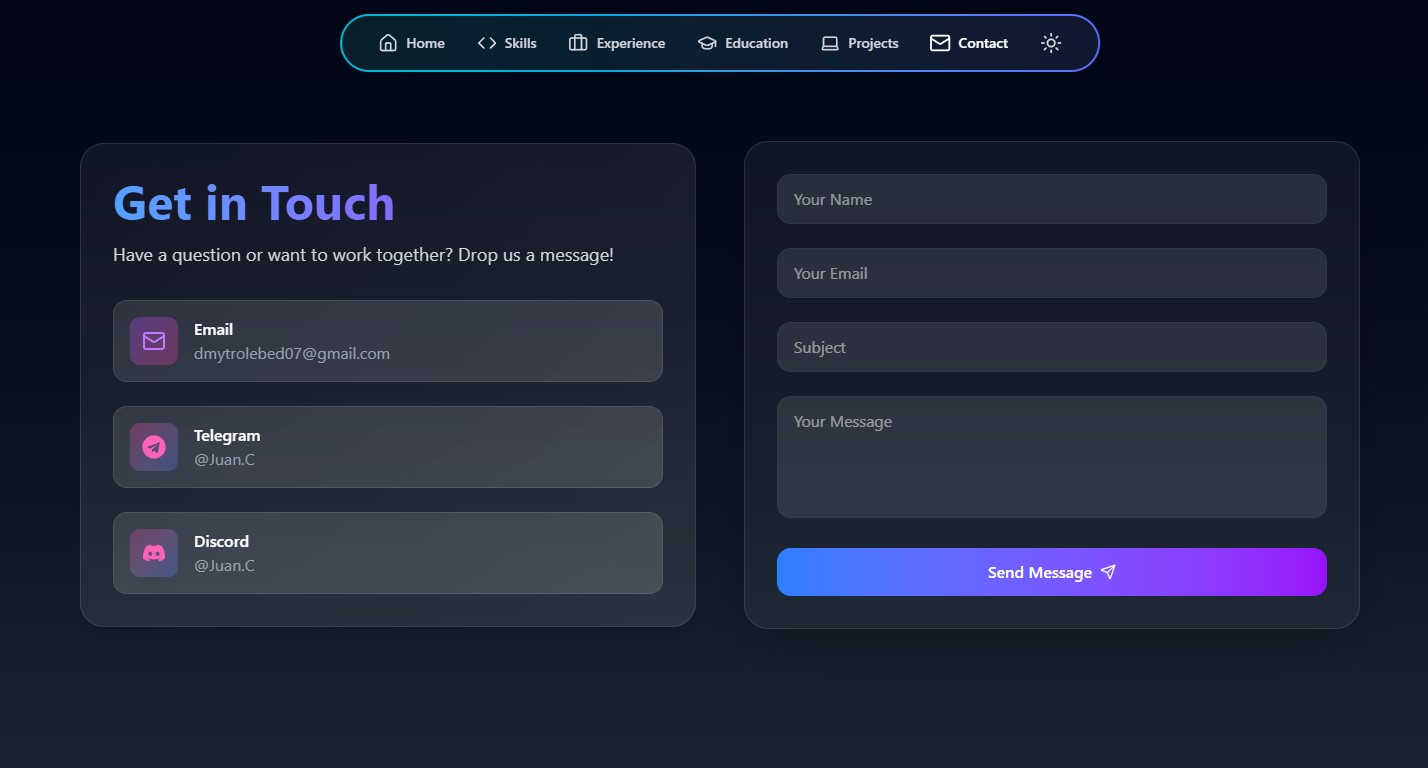 Home
Skills
Experience
Education
Projects
Contact
Get in Touch
Have a question or want to work together? Drop us a message!
Email
dmytrolebed07@gmail.com
Telegram
@Juan.C
Discord
@Juan.C
Your Name
Your Email
Subject
Your Message
Send Message